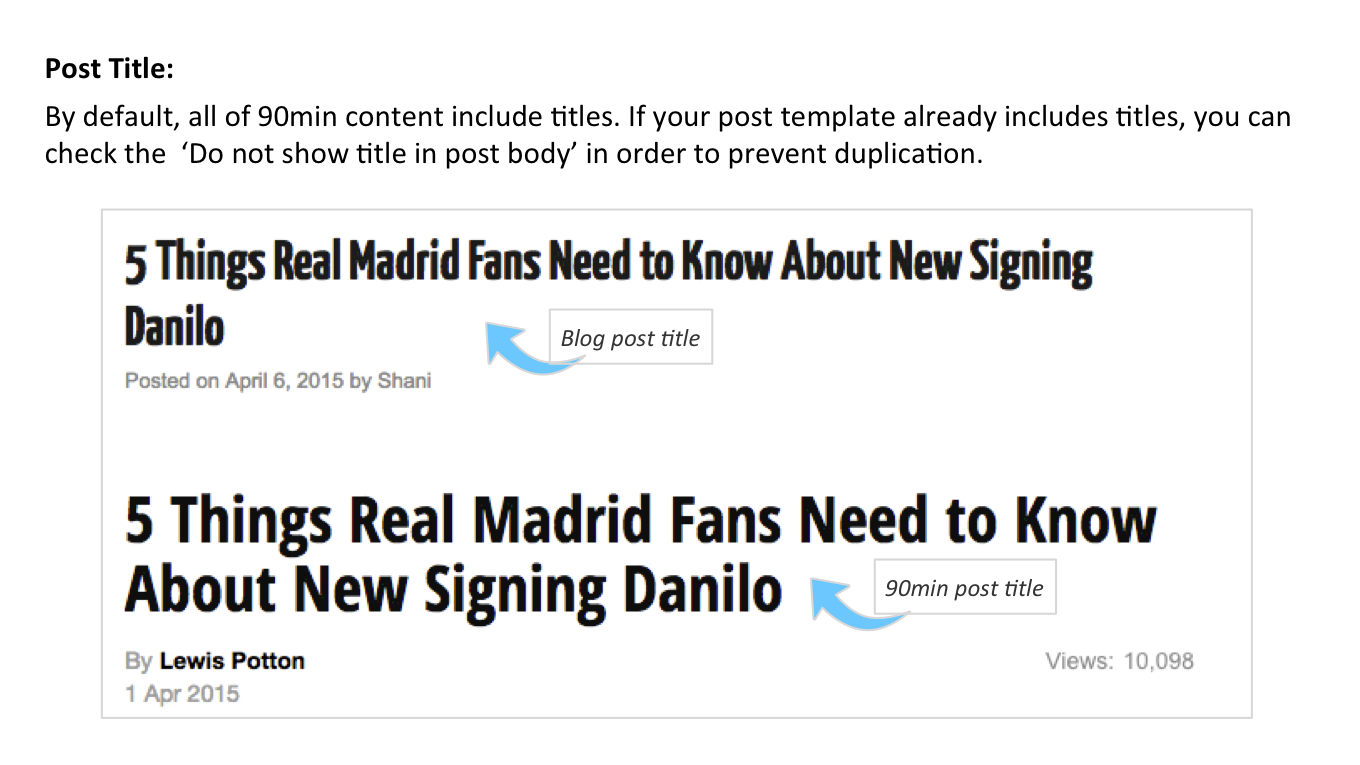 Post Title:
By default, all of 90min content include titles. If your post template already includes titles, you can
check the  ‘Do not show title in post body’ in order to prevent duplication.
5 Things Real Madrid Fans Need to Know About New Signing
Danilo
Blog post title
Posted on April 6, 2015 by Shani
5 Things Real Madrid Fans Need to Know
About New Signing Danilo
90min post title
By Lewis Potton
Views: 10,098
1 Apr 2015